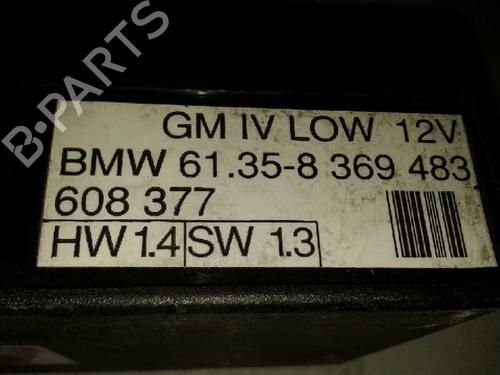 GM IV LOW 12V
BMW 61.35-8 369 483
608 377
HW 1.4 SW 1.3
B-PARTS
B-PARTS